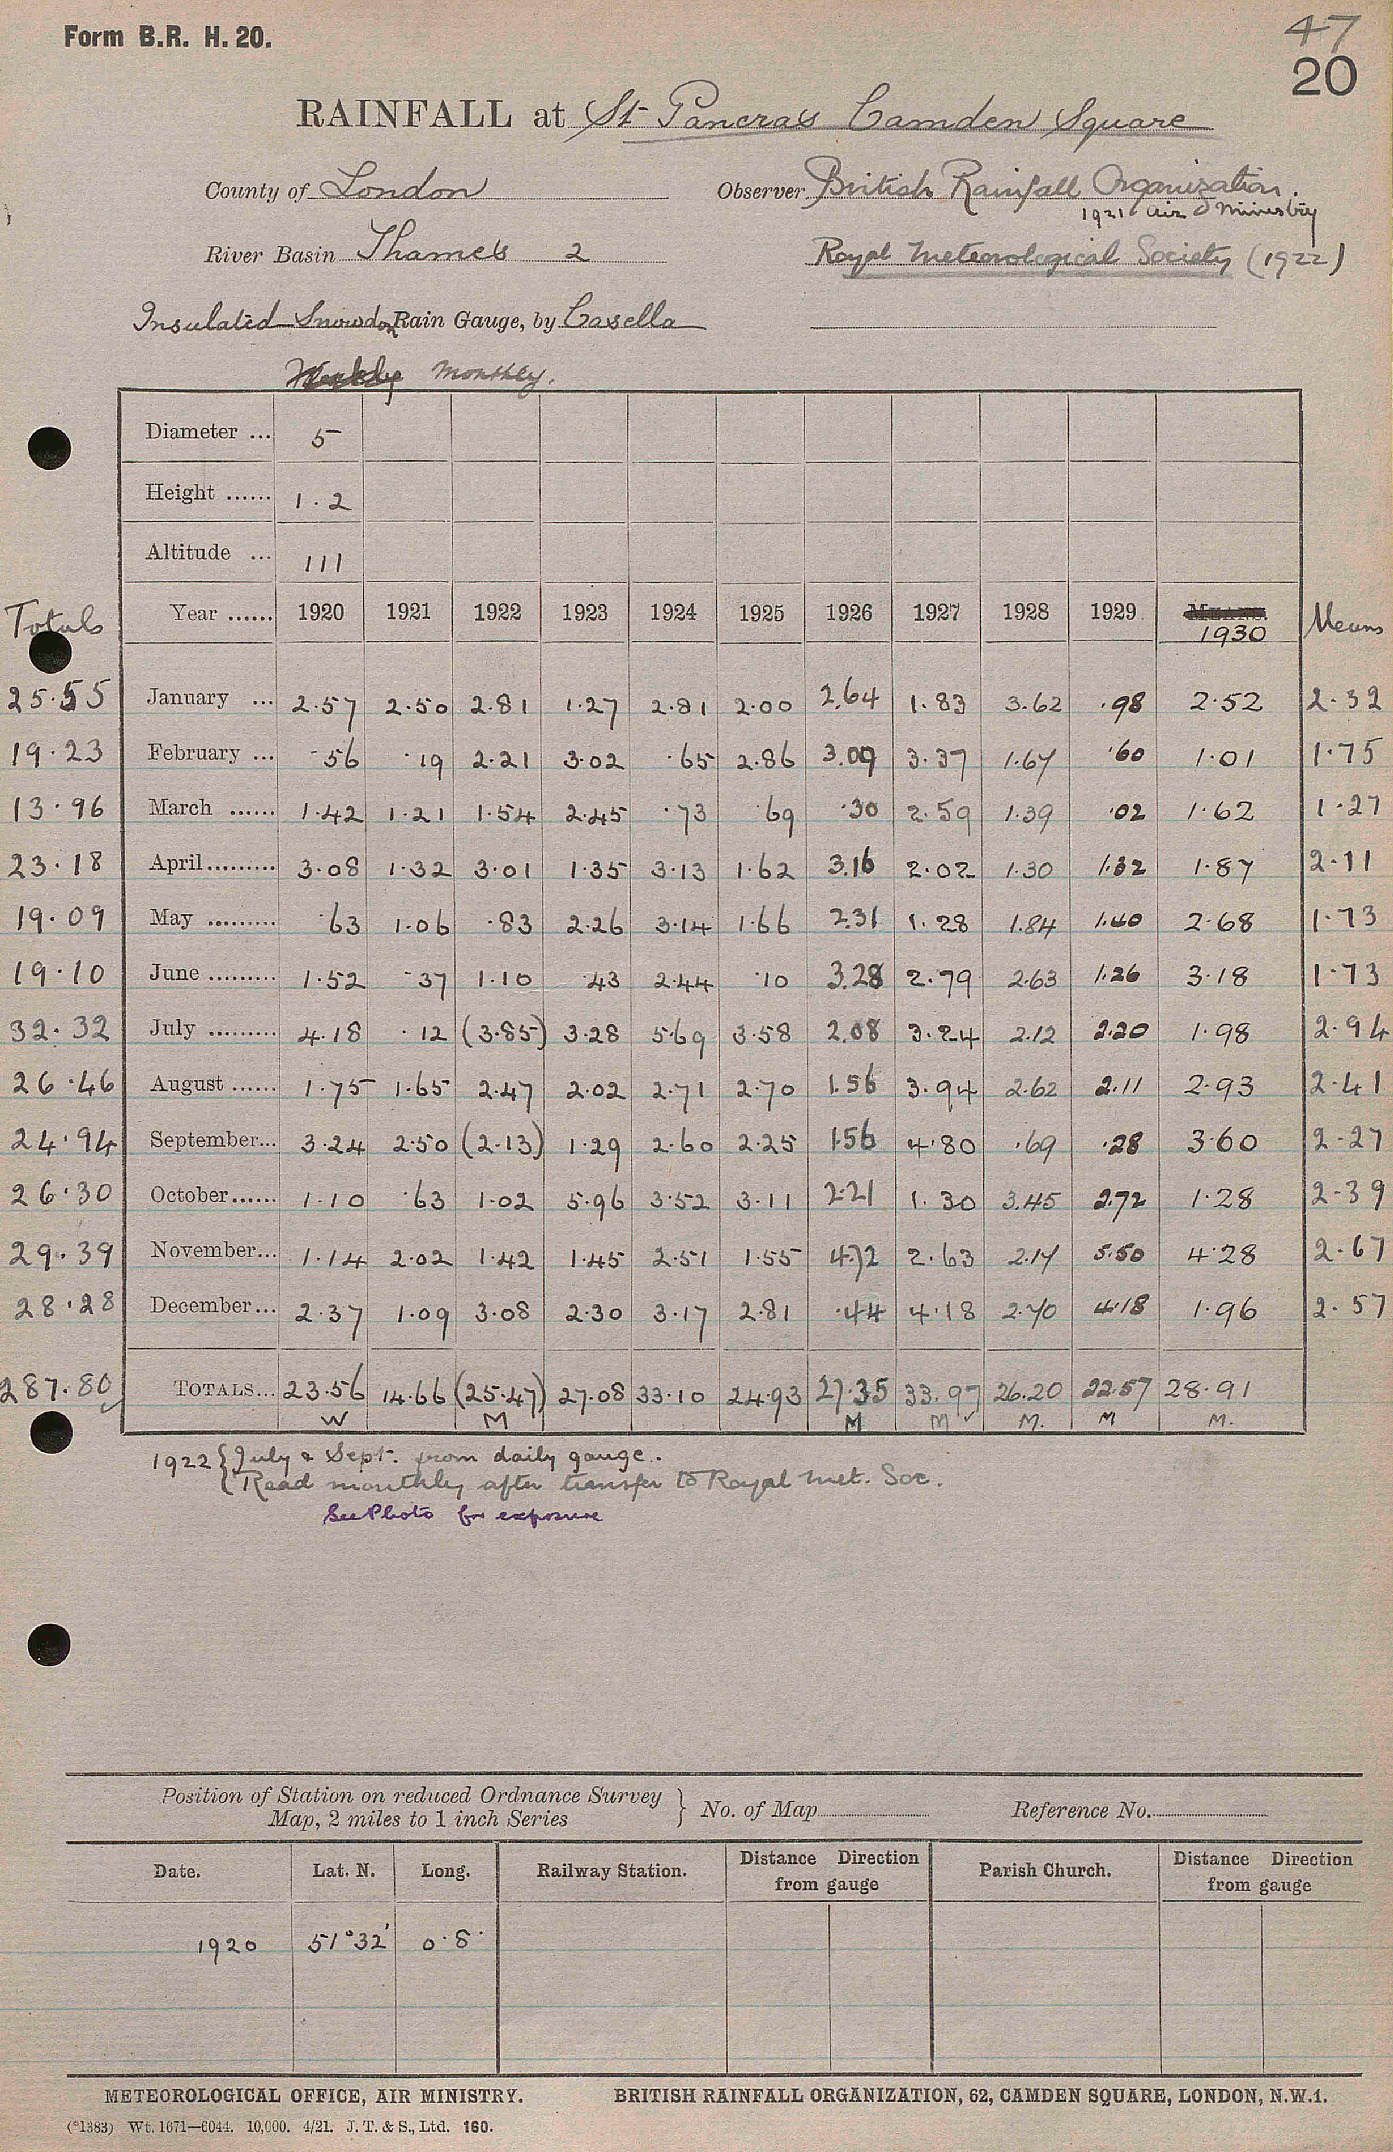 Form B.R. H. 20.
47
20
RAINFALL at St Pancras Camden Square
County of London Observer British Rainfall Organization.
1921 Air Ministry
River Basin Thames 2 Royal Meteorological Society (1922)
Insulated Snowdon Rain Gauge, by Casella
Weekly Monthly.
Diameter ... 5
Height ...... 1.2
Altitude ... 111
Totals Year ...... 1920 1921 1922 1923 1924 1925 1926 1927 1928 1929 MEANS. 1930 Means
25.55 January ... 2.57 2.50 2.81 1.27 2.81 2.00 2.64 1.83 3.62 .98 2.52 2.32
19.23 February ... .56 .19 2.21 3.02 .65 2.86 3.09 3.37 1.67 .60 1.01 1.75
13.96 March ...... 1.42 1.21 1.54 2.45 .73 .69 .30 2.59 1.39 .02 1.62 1.27
23.18 April......... 3.08 1.32 3.01 1.35 3.13 1.62 3.16 2.02 1.30 1.32 1.87 2.11
19.09 May ......... .63 1.06 .83 2.26 3.14 1.66 2.31 1.28 1.84 1.40 2.68 1.73
19.10 June ......... 1.52 .37 1.10 .43 2.44 .10 3.28 2.79 2.63 1.26 3.18 1.73
32.32 July ......... 4.18 .12 (3.85) 3.28 5.69 3.58 2.08 3.24 2.12 2.20 1.98 2.94
26.46 August ...... 1.75 1.65 2.47 2.02 2.71 2.70 1.56 3.94 2.62 2.11 2.93 2.41
24.94 September... 3.24 2.50 (2.13) 1.29 2.60 2.25 1.56 4.80 .69 .28 3.60 2.27
26.30 October...... 1.10 .63 1.02 5.96 3.52 3.11 2.21 1.30 3.45 2.72 1.28 2.39
29.39 November... 1.14 2.02 1.42 1.45 2.51 1.55 4.72 2.63 2.17 5.50 4.28 2.67
28.28 December... 2.37 1.09 3.08 2.30 3.17 2.81 .44 4.18 2.70 4.18 1.96 2.57
287.80 TOTALS... 23.56 14.66 (25.47) 27.08 33.10 24.93 27.35 33.97 26.20 22.57 28.91
W M M M M. M M.
1922 { July & Sept. from daily gauge.
Read monthly after transfer to Royal Met. Soc.
See Photo for exposure
Position of Station on reduced Ordnance Survey
Map, 2 miles to 1 inch Series } No. of Map Reference No.
Date. Lat. N. Long. Railway Station. Distance Direction from gauge Parish Church. Distance Direction from gauge
1920 51°32' 0.8'
METEOROLOGICAL OFFICE, AIR MINISTRY. BRITISH RAINFALL ORGANIZATION, 62, CAMDEN SQUARE, LONDON, N.W.1.
(*1383) Wt. 1671—6044. 10,000. 4/21. J. T. & S., Ltd. 160.